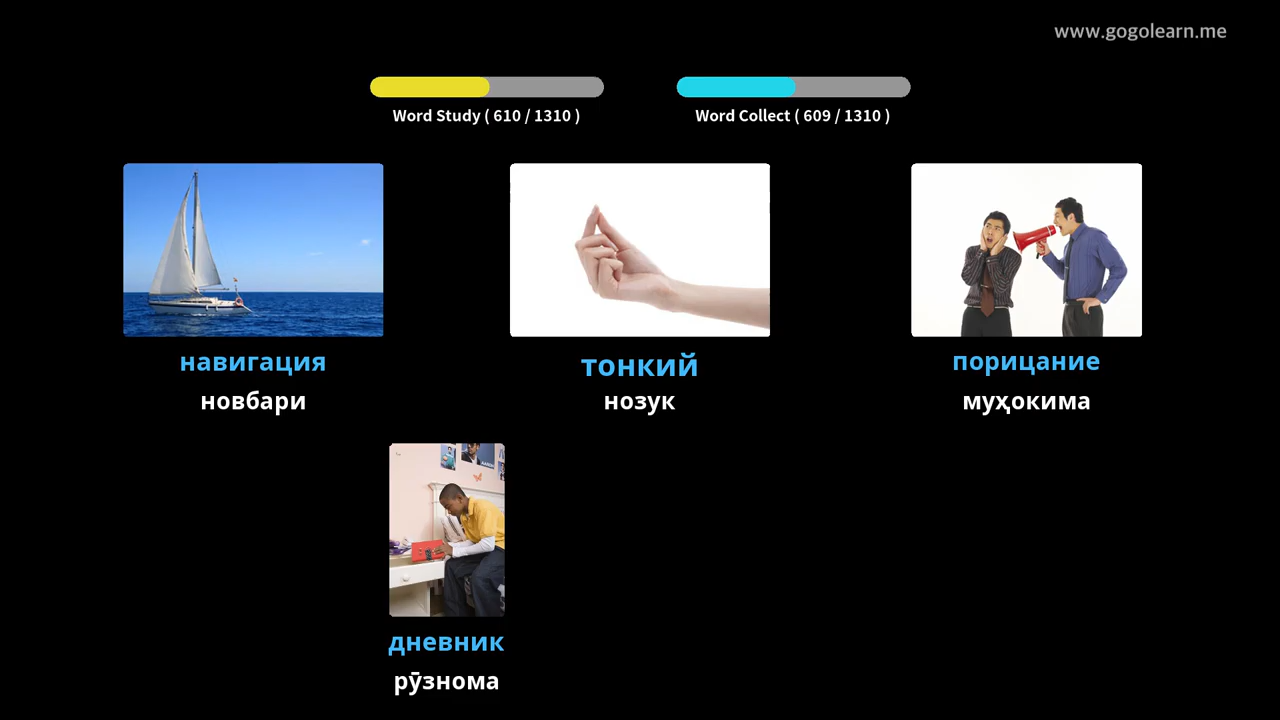 www.gogolearn.me
Word Study ( 610 / 1310 )
Word Collect ( 609 / 1310 )
навигация
новбари
тонкий
нозук
порицание
муҳокима
дневник
рӯзнома